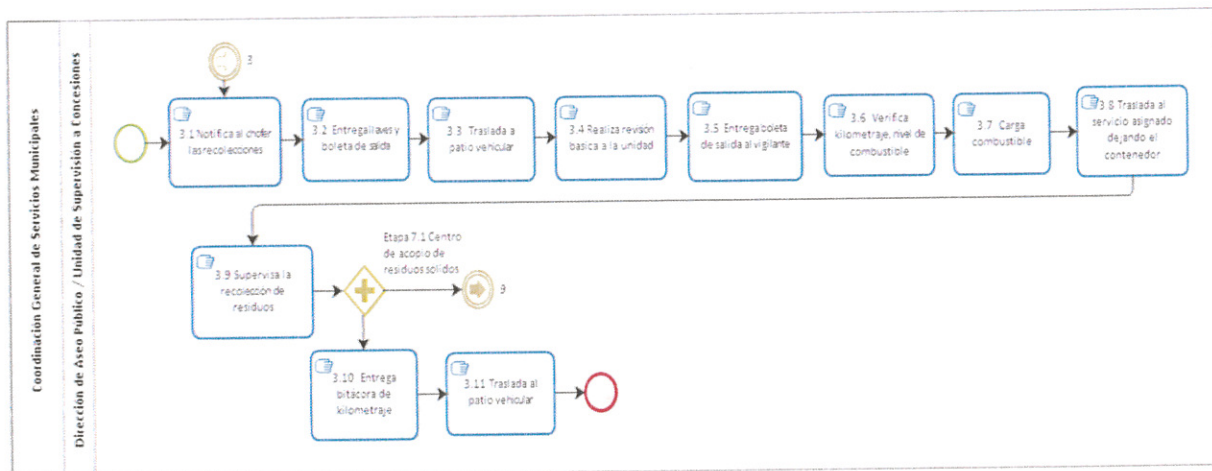 Coordinación General de Servicios Municipales
Dirección de Aseo Público / Unidad de Supervisión a Concesiones
3
3.1 Notifica al chofer
las recolecciones
3.2 Entrega llaves y
boleta de salida
3.3 Traslada a
patio vehicular
3.4 Realiza revisión
básica a la unidad
3.5 Entrega boleta
de salida al vigilante
3.6 Verifica
kilometraje, nivel de
combustible
3.7 Carga
combustible
3.8 Traslada al
servicio asignado
dejando el
contenedor
3.9 Supervisa la
recolección de
residuos
Etapa 7.1 Centro
de acopio de
residuos solidos
9
3.10 Entrega
bitácora de
kilometraje
3.11 Traslada al
patio vehicular